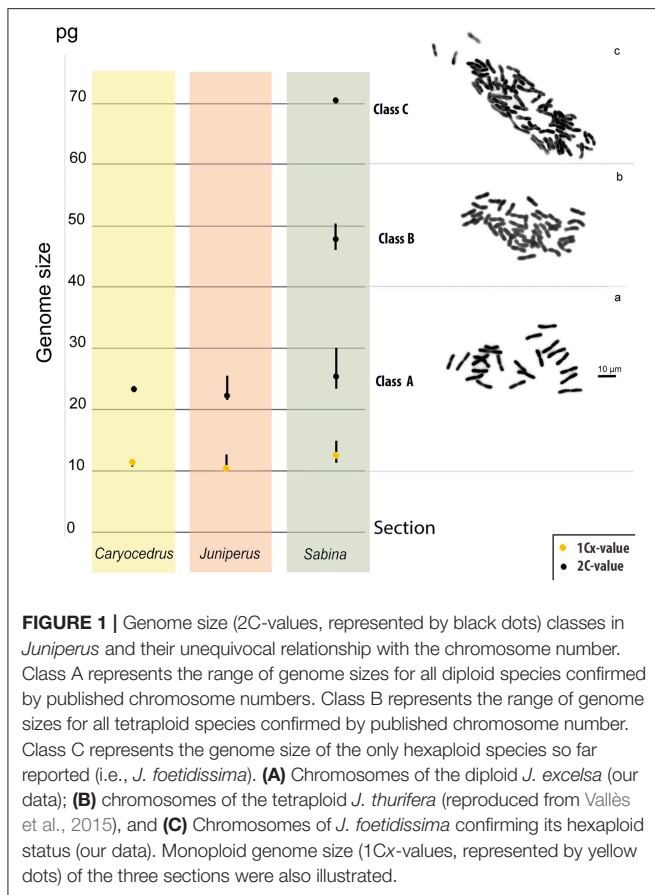 pg
70
60
50
40
30
20
10
0
Genome size
Class C
Class B
Class A
c
b
a
10 µm
Caryocedrus
Juniperus
Sabina
Section
1Cx-value
2C-value
FIGURE 1 | Genome size (2C-values, represented by black dots) classes in
Juniperus and their unequivocal relationship with the chromosome number.
Class A represents the range of genome sizes for all diploid species confirmed
by published chromosome numbers. Class B represents the range of genome
sizes for all tetraploid species confirmed by published chromosome number.
Class C represents the genome size of the only hexaploid species so far
reported (i.e., J. foetidissima). (A) Chromosomes of the diploid J. excelsa (our
data); (B) chromosomes of the tetraploid J. thurifera (reproduced from Vallès
et al., 2015), and (C) Chromosomes of J. foetidissima confirming its hexaploid
status (our data). Monoploid genome size (1Cx-values, represented by yellow
dots) of the three sections were also illustrated.